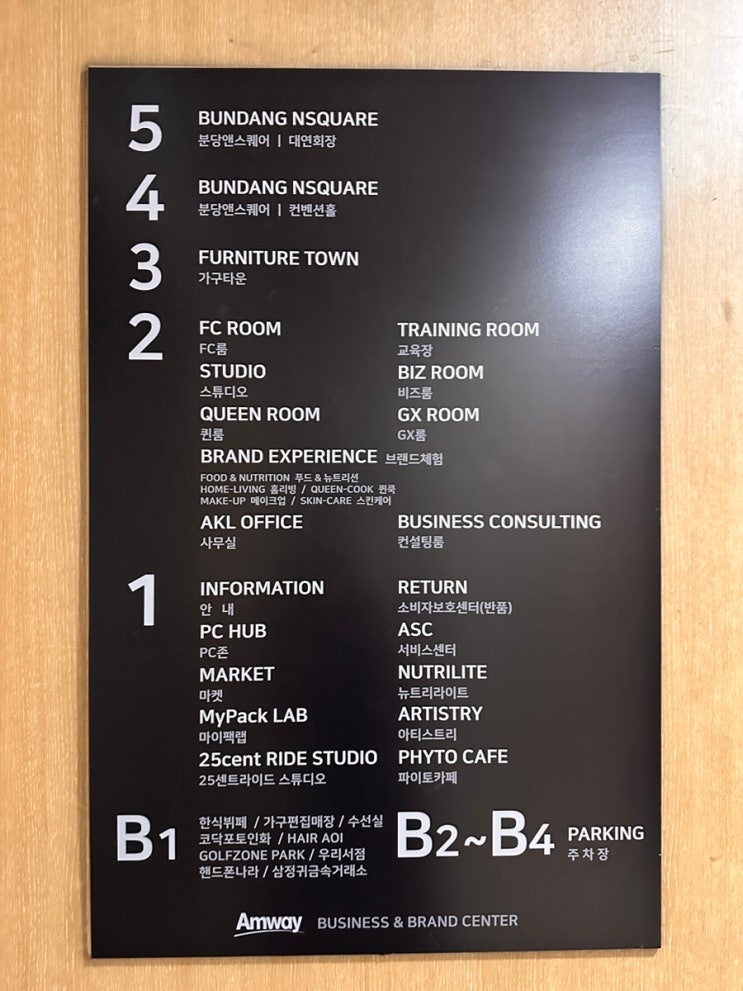 5
BUNDANG NSQUARE
분당앤스퀘어 | 대연회장
4
BUNDANG NSQUARE
분당앤스퀘어 | 컨벤션홀
3
FURNITURE TOWN
가구타운
2
FC ROOM
FC룸
TRAINING ROOM
교육장
STUDIO
스튜디오
BIZ ROOM
비즈룸
QUEEN ROOM
퀸룸
GX ROOM
GX룸
BRAND EXPERIENCE 브랜드체험
FOOD & NUTRITION 푸드 & 뉴트리션
HOME-LIVING 홈리빙 / QUEEN-COOK 퀸쿡
MAKE-UP 메이크업 / SKIN-CARE 스킨케어
AKL OFFICE
사무실
BUSINESS CONSULTING
컨설팅룸
1
INFORMATION
안 내
RETURN
소비자보호센터(반품)
PC HUB
PC존
ASC
서비스센터
MARKET
마켓
NUTRILITE
뉴트리라이트
MyPack LAB
마이팩랩
ARTISTRY
아티스트리
25cent RIDE STUDIO
25센트라이드 스튜디오
PHYTO CAFE
파이토카페
B1
한식뷔페 / 가구편집매장 / 수선실
코닥포토인화 / HAIR AOI
GOLFZONE PARK / 우리서점
핸드폰나라 / 삼정귀금속거래소
B2~B4
PARKING
주차장
Amway BUSINESS & BRAND CENTER